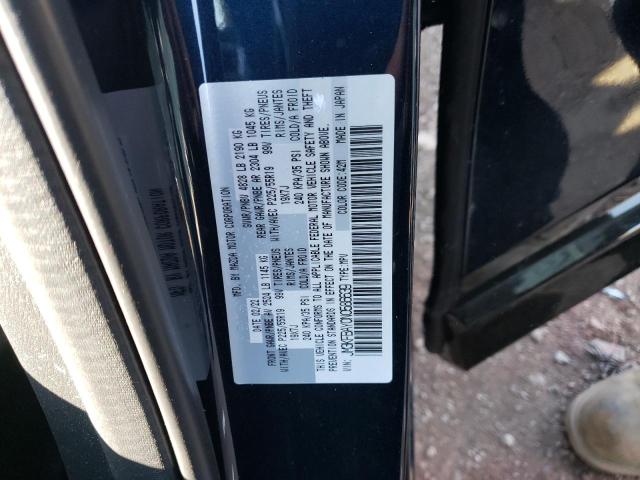 MFD. BY MAZDA MOTOR CORPORATION
DATE: 02/22
GVWR/PNBV 4828 LB 2190 KG
FRONT GAWR/PNBE AV 2524 LB 1145 KG
REAR GAWR/PNBE AR 2304 LB 1045 KG
WITH/AVEC P225/55R19 99V TIRES/PNEUS
WITH/AVEC P225/55R19 99V TIRES/PNEUS
19X7J RIMS/JANTES
19X7J RIMS/JANTES
240 KPA/35 PSI COLD/A FROID
240 KPA/35 PSI COLD/A FROID
THIS VEHICLE CONFORMS TO ALL APPLICABLE FEDERAL MOTOR VEHICLE SAFETY AND THEFT
PREVENTION STANDARDS IN EFFECT ON THE DATE OF MANUFACTURE SHOWN ABOVE.
TYPE: MPV COLOR CODE: 42M MADE IN JAPAN